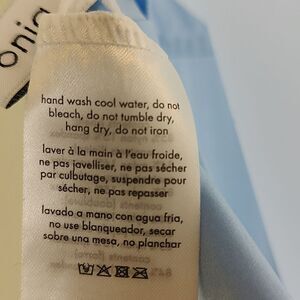 onia
hand wash cool water, do not
bleach, do not tumble dry,
hang dry, do not iron
laver à la main à l'eau froide,
ne pas javelliser, ne pas sécher
par culbutage, suspendre pour
sécher, ne pas repasser
lavado a mano con agua fría,
no use blanqueador, secar
sobre una mesa, no planchar